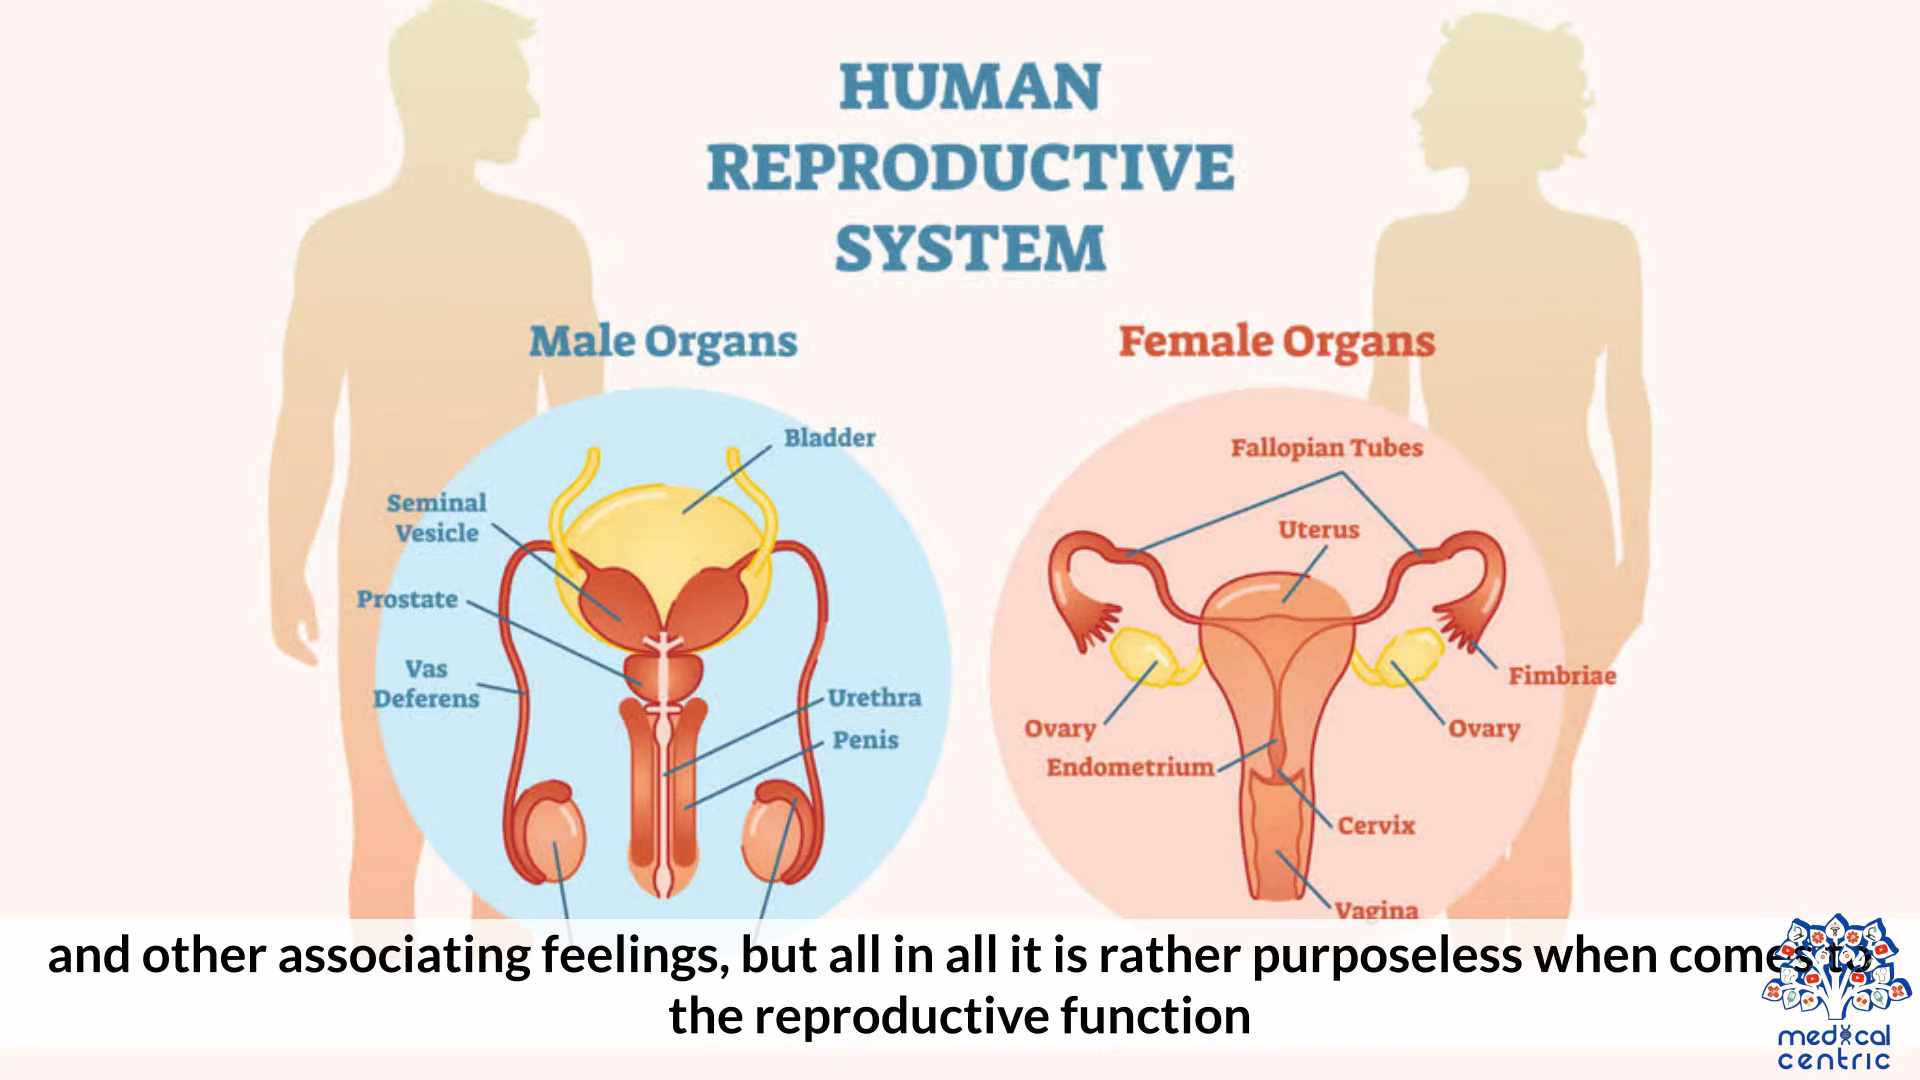 HUMAN
REPRODUCTIVE
SYSTEM
Male Organs
Female Organs
Bladder
Seminal
Vesicle
Prostate
Vas
Deferens
Urethra
Penis
Fallopian Tubes
Uterus
Fimbriae
Ovary
Ovary
Endometrium
Cervix
Vagina
and other associating feelings, but all in all it is rather purposeless when comes to
the reproductive function
medical
centric